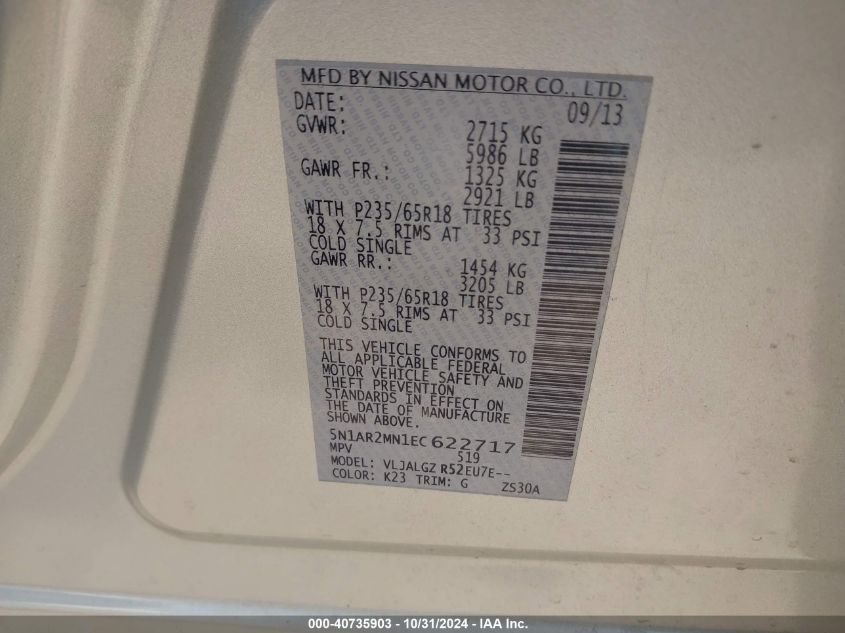 MFD BY NISSAN MOTOR CO., LTD.
DATE: 09/13
GVWR: 2715 KG
5986 LB
GAWR FR.: 1325 KG
2921 LB
WITH P235/65R18 TIRES
18 X 7.5 RIMS AT 33 PSI
COLD SINGLE
GAWR RR.: 1454 KG
3205 LB
WITH P235/65R18 TIRES
18 X 7.5 RIMS AT 33 PSI
COLD SINGLE
THIS VEHICLE CONFORMS TO
ALL APPLICABLE FEDERAL
MOTOR VEHICLE SAFETY AND
THEFT PREVENTION
STANDARDS IN EFFECT ON
THE DATE OF MANUFACTURE
SHOWN ABOVE.
5N1AR2MN1EC622717
MPV 519
MODEL: VLJALGZ R52EU7E--
COLOR: K23 TRIM: G ZS30A
000-40735903 - 10/31/2024 - IAA Inc.